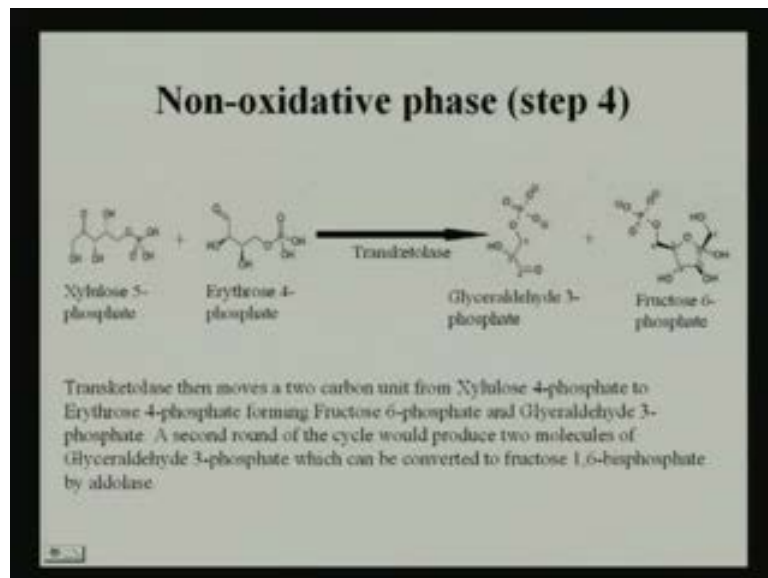 Non-oxidative phase (step 4)
+
Transketolase
+
Xylulose 5-
phosphate
Erythrose 4-
phosphate
Glyceraldehyde 3-
phosphate
Fructose 6-
phosphate
Transketolase then moves a two carbon unit from Xylulose 4-phosphate to
Erythrose 4-phosphate forming Fructose 6-phosphate and Glyeraldehyde 3-
phosphate. A second round of the cycle would produce two molecules of
Glyceraldehyde 3-phosphate which can be converted to fructose 1,6-bisphosphate
by aldolase